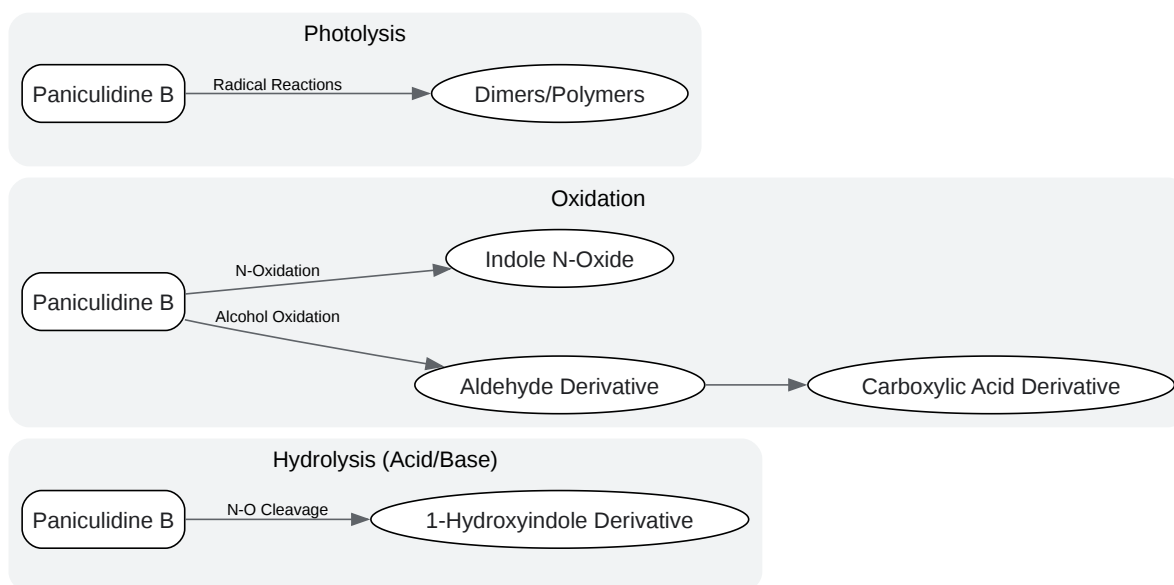 Photolysis
Paniculidine B
Radical Reactions
Dimers/Polymers
Oxidation
Paniculidine B
N-Oxidation
Indole N-Oxide
Alcohol Oxidation
Aldehyde Derivative
Carboxylic Acid Derivative
Hydrolysis (Acid/Base)
Paniculidine B
N-O Cleavage
1-Hydroxyindole Derivative